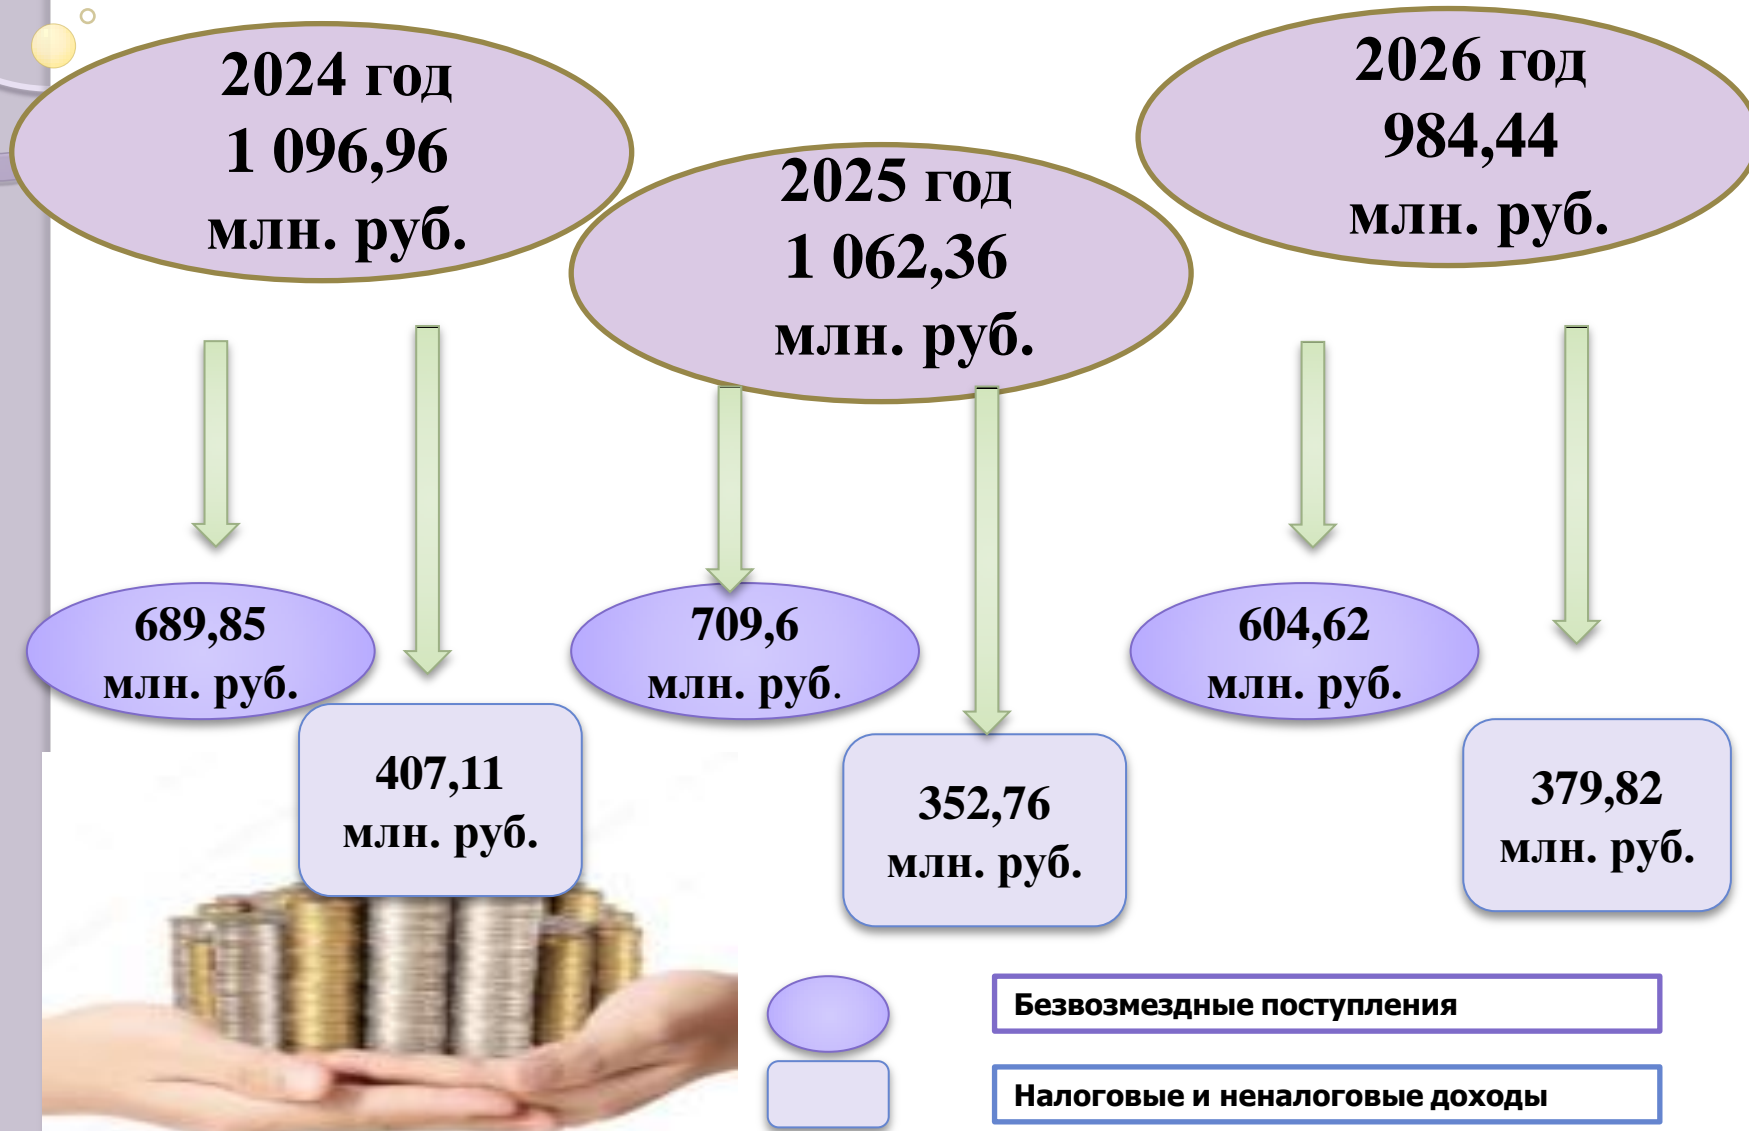 2024 год
1 096,96
млн. руб.
2025 год
1 062,36
млн. руб.
2026 год
984,44
млн. руб.
689,85
млн. руб.
407,11
млн. руб.
709,6
млн. руб.
352,76
млн. руб.
604,62
млн. руб.
379,82
млн. руб.
Безвозмездные поступления
Налоговые и неналоговые доходы